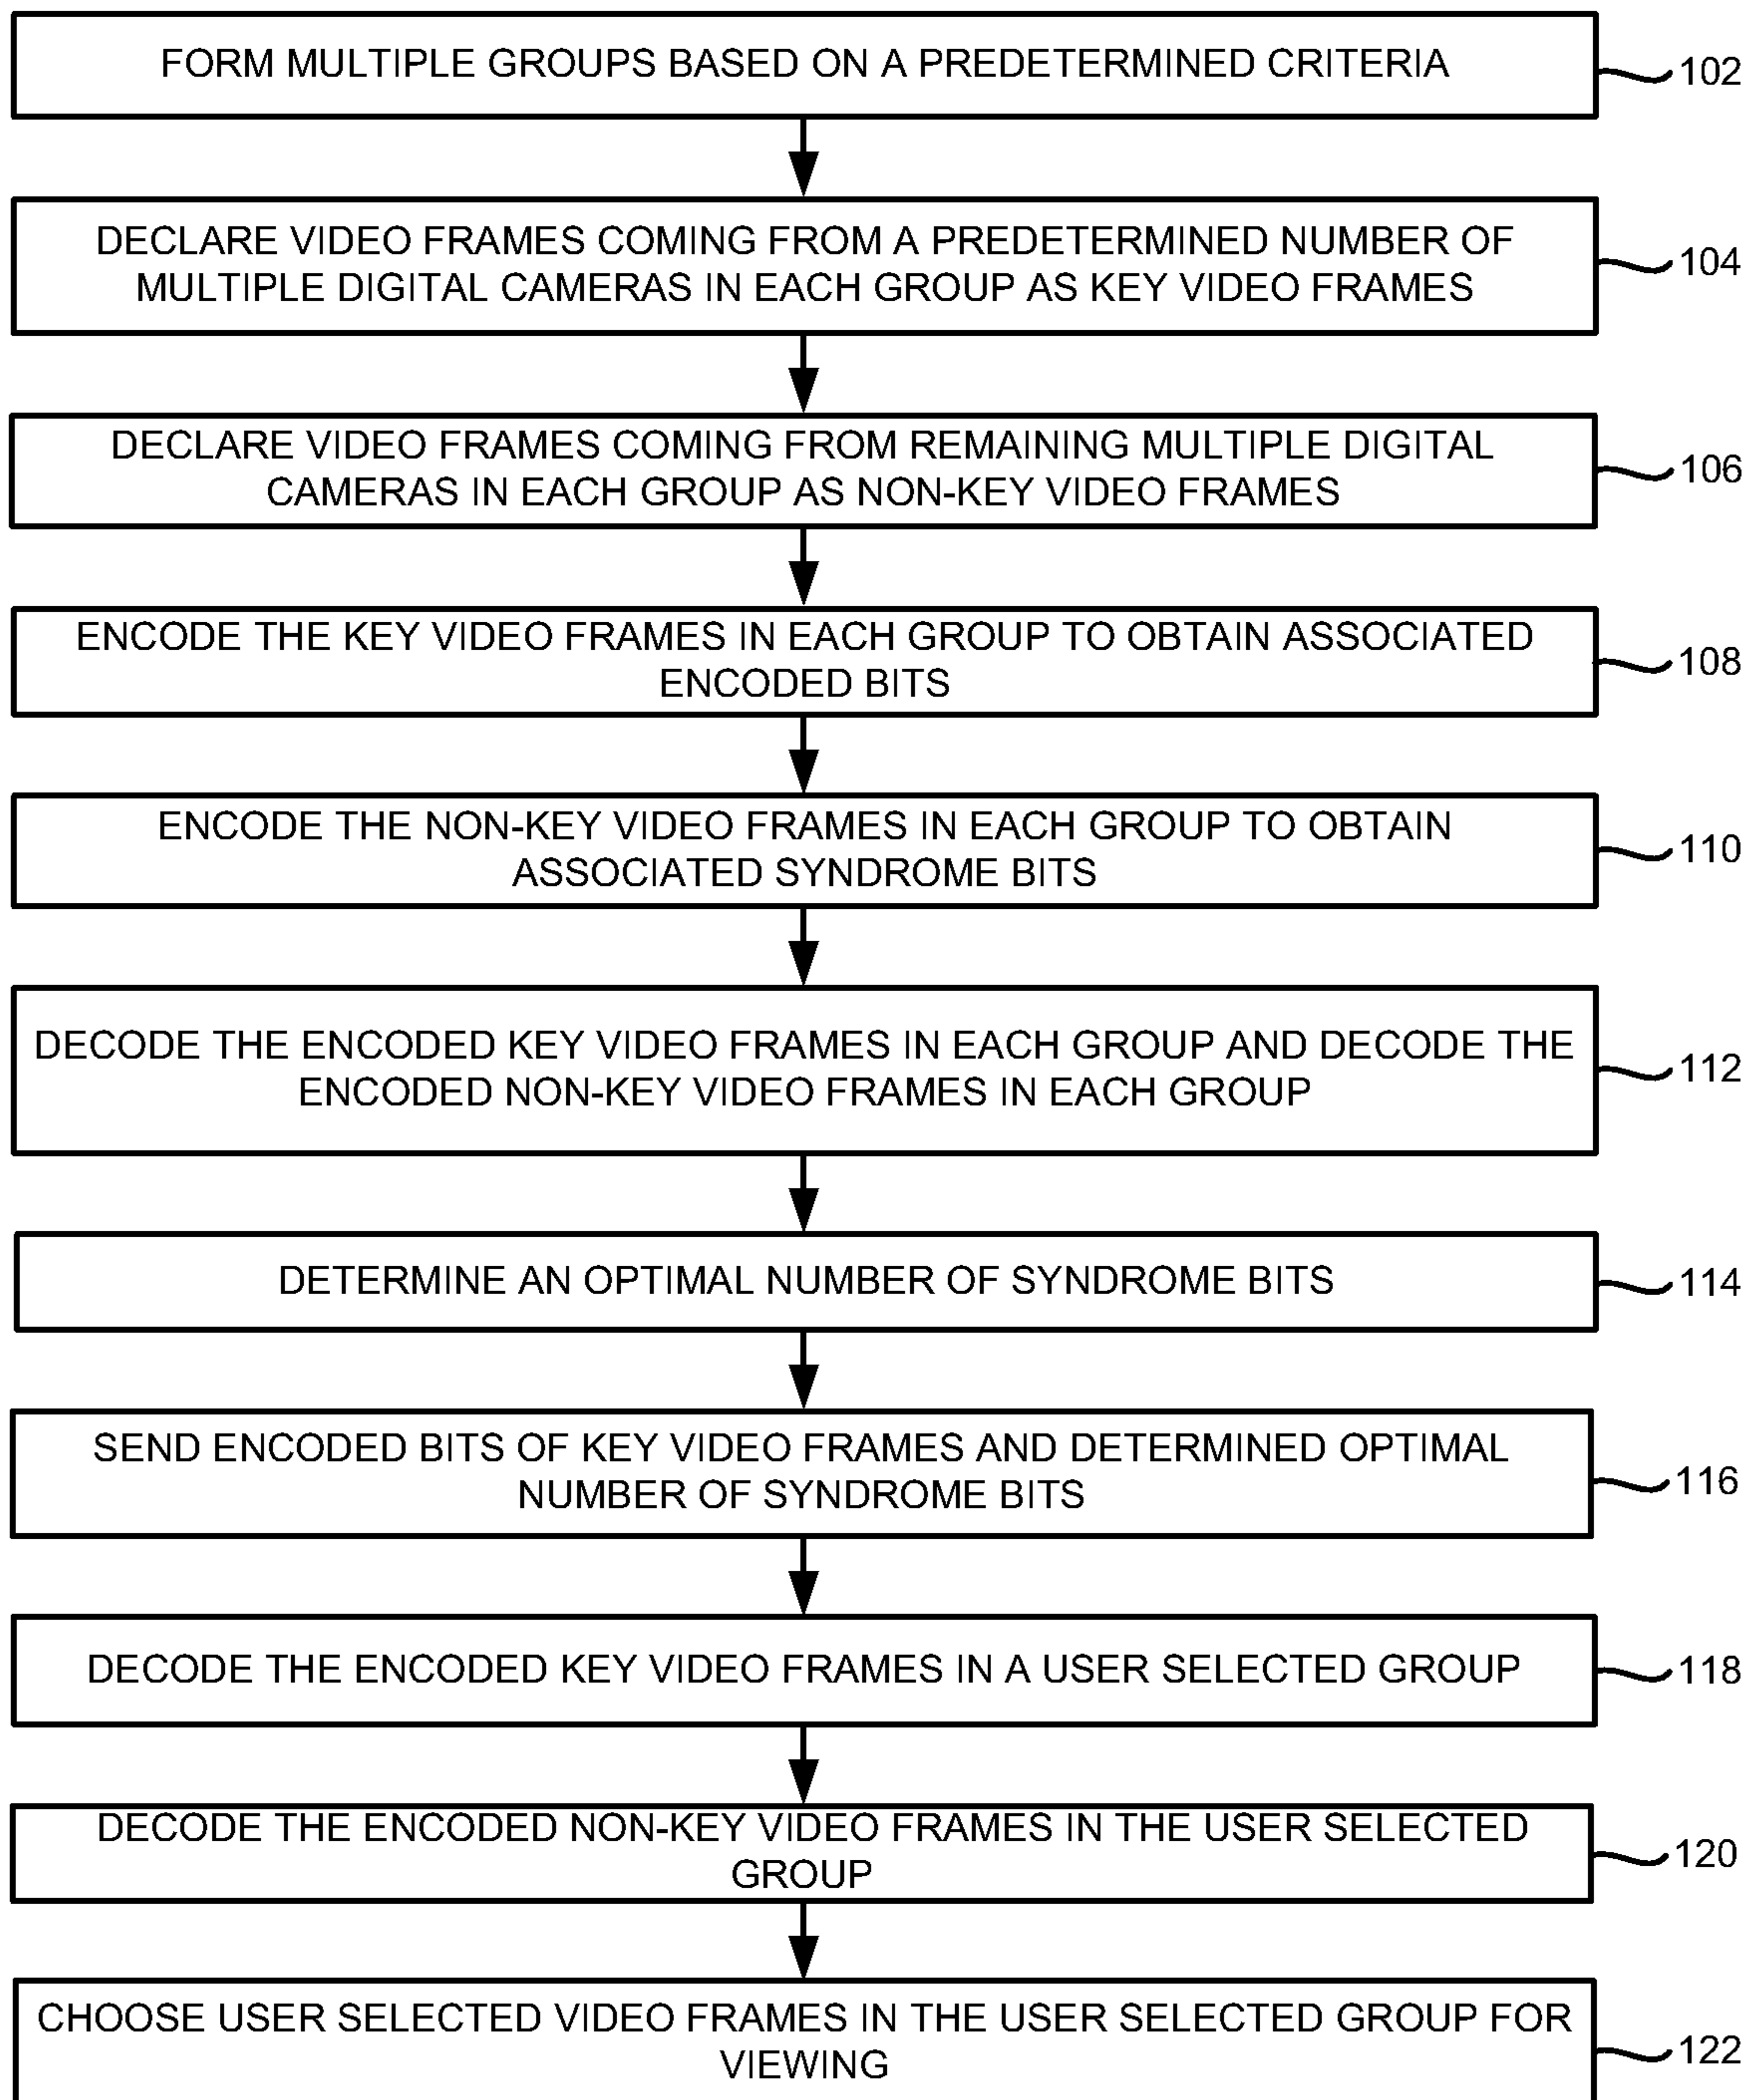 FORM MULTIPLE GROUPS BASED ON A PREDETERMINED CRITERIA
102
DECLARE VIDEO FRAMES COMING FROM A PREDETERMINED NUMBER OF
MULTIPLE DIGITAL CAMERAS IN EACH GROUP AS KEY VIDEO FRAMES
104
DECLARE VIDEO FRAMES COMING FROM REMAINING MULTIPLE DIGITAL
CAMERAS IN EACH GROUP AS NON-KEY VIDEO FRAMES
106
ENCODE THE KEY VIDEO FRAMES IN EACH GROUP TO OBTAIN ASSOCIATED
ENCODED BITS
108
ENCODE THE NON-KEY VIDEO FRAMES IN EACH GROUP TO OBTAIN
ASSOCIATED SYNDROME BITS
110
DECODE THE ENCODED KEY VIDEO FRAMES IN EACH GROUP AND DECODE THE
ENCODED NON-KEY VIDEO FRAMES IN EACH GROUP
112
DETERMINE AN OPTIMAL NUMBER OF SYNDROME BITS
114
SEND ENCODED BITS OF KEY VIDEO FRAMES AND DETERMINED OPTIMAL
NUMBER OF SYNDROME BITS
116
DECODE THE ENCODED KEY VIDEO FRAMES IN A USER SELECTED GROUP
118
DECODE THE ENCODED NON-KEY VIDEO FRAMES IN THE USER SELECTED
GROUP
120
CHOOSE USER SELECTED VIDEO FRAMES IN THE USER SELECTED GROUP FOR
VIEWING
122